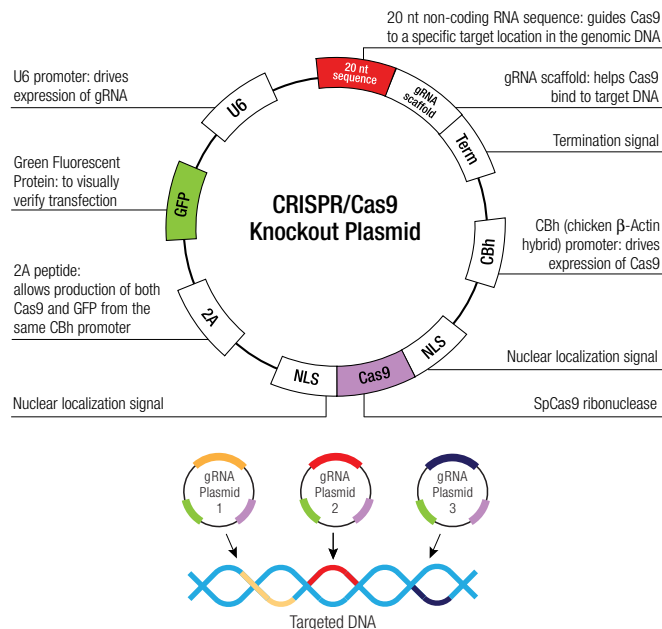 20 nt non-coding RNA sequence: guides Cas9
to a specific target location in the genomic DNA
U6 promoter: drives
expression of gRNA
20 nt
sequence
gRNA
scaffold
Term
U6
gRNA scaffold: helps Cas9
bind to target DNA
Termination signal
Green Fluorescent
Protein: to visually
verify transfection
GFP
CRISPR/Cas9
Knockout Plasmid
CBh
CBh (chicken β-Actin
hybrid) promoter: drives
expression of Cas9
2A peptide:
allows production of both
Cas9 and GFP from the
same CBh promoter
2A
NLS
Cas9
NLS
Nuclear localization signal
Nuclear localization signal
SpCas9 ribonuclease
gRNA
Plasmid
1
gRNA
Plasmid
2
gRNA
Plasmid
3
Targeted DNA